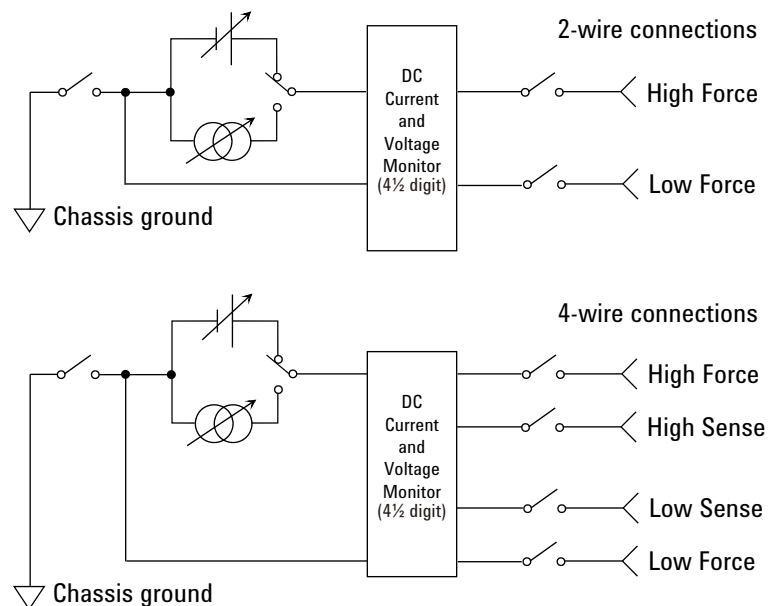 2-wire connections
DC
Current
and
Voltage
Monitor
(4½ digit)
High Force
Low Force
Chassis ground
4-wire connections
DC
Current
and
Voltage
Monitor
(4½ digit)
High Force
High Sense
Low Sense
Low Force
Chassis ground